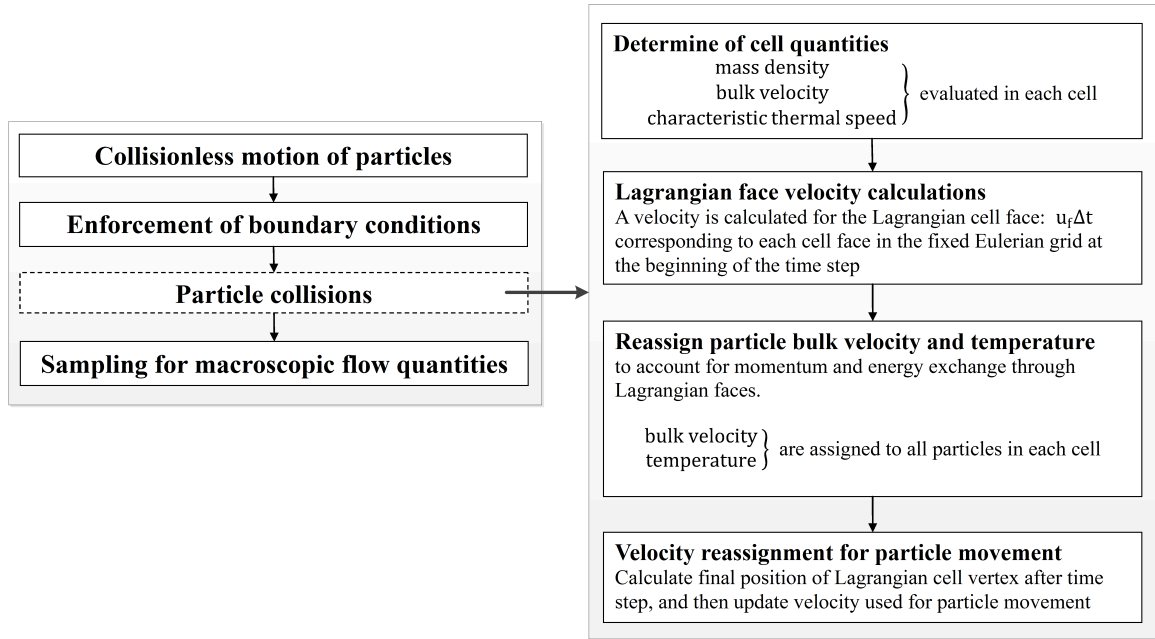 Collisionless motion of particles
Enforcement of boundary conditions
Particle collisions
Sampling for macroscopic flow quantities
Determine of cell quantities
mass density
bulk velocity
characteristic thermal speed
evaluated in each cell
Lagrangian face velocity calculations
A velocity is calculated for the Lagrangian cell face: u_fΔt
corresponding to each cell face in the fixed Eulerian grid at
the beginning of the time step
Reassign particle bulk velocity and temperature
to account for momentum and energy exchange through
Lagrangian faces.
bulk velocity
temperature
are assigned to all particles in each cell
Velocity reassignment for particle movement
Calculate final position of Lagrangian cell vertex after time
step, and then update velocity used for particle movement